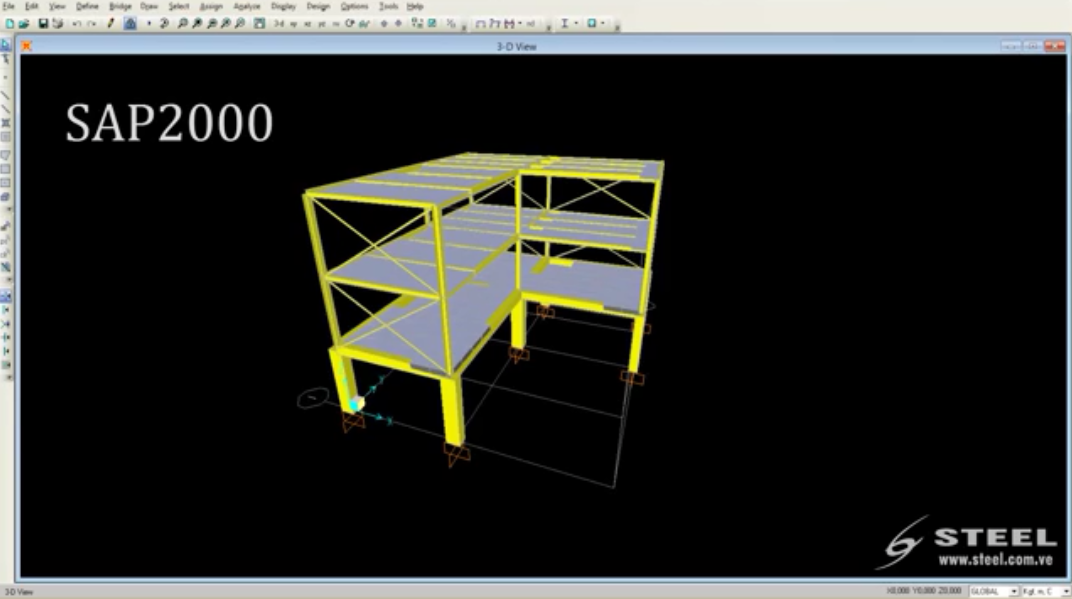 File Edit View Define Bridge Draw Select Assign Analyze Display Design Options Tools Help
3-D View
SAP2000
STEEL
www.steel.com.ve
3-D View
X0,000 Y0,000 Z0,000
GLOBAL
Kgf, m, C